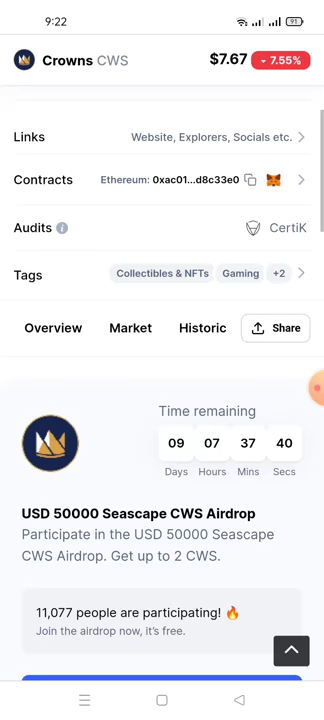 9:22
91
Crowns CWS
$7.67
7.55%
Links
Website, Explorers, Socials etc.
Contracts
Ethereum: 0xac01...d8c33e0
Audits
CertiK
Tags
Collectibles & NFTs
Gaming
+2
Overview
Market
Historic
Share
Time remaining
09
07
37
40
Days
Hours
Mins
Secs
USD 50000 Seascape CWS Airdrop
Participate in the USD 50000 Seascape
CWS Airdrop. Get up to 2 CWS.
11,077 people are participating! 🔥
Join the airdrop now, it's free.